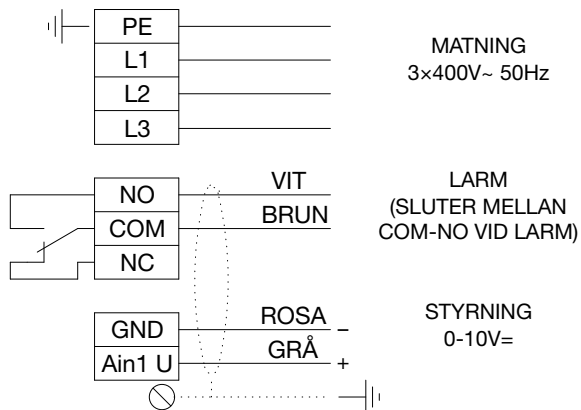 PE
L1
L2
L3
MATNING
3×400V~ 50Hz
NO
COM
NC
VIT
BRUN
LARM
(SLUTER MELLAN
COM-NO VID LARM)
GND
Ain1 U
ROSA –
GRÅ +
STYRNING
0-10V=